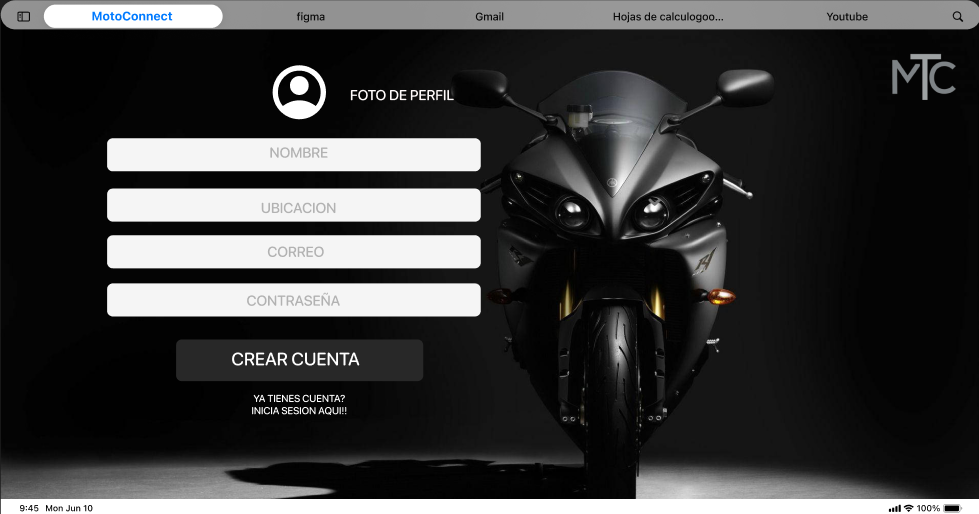 MotoConnect
figma
Gmail
Hojas de calculogoo...
Youtube
MTC
FOTO DE PERFIL
NOMBRE
UBICACION
CORREO
CONTRASEÑA
CREAR CUENTA
YA TIENES CUENTA?
INICIA SESION AQUI!!
9:45 Mon Jun 10
100%